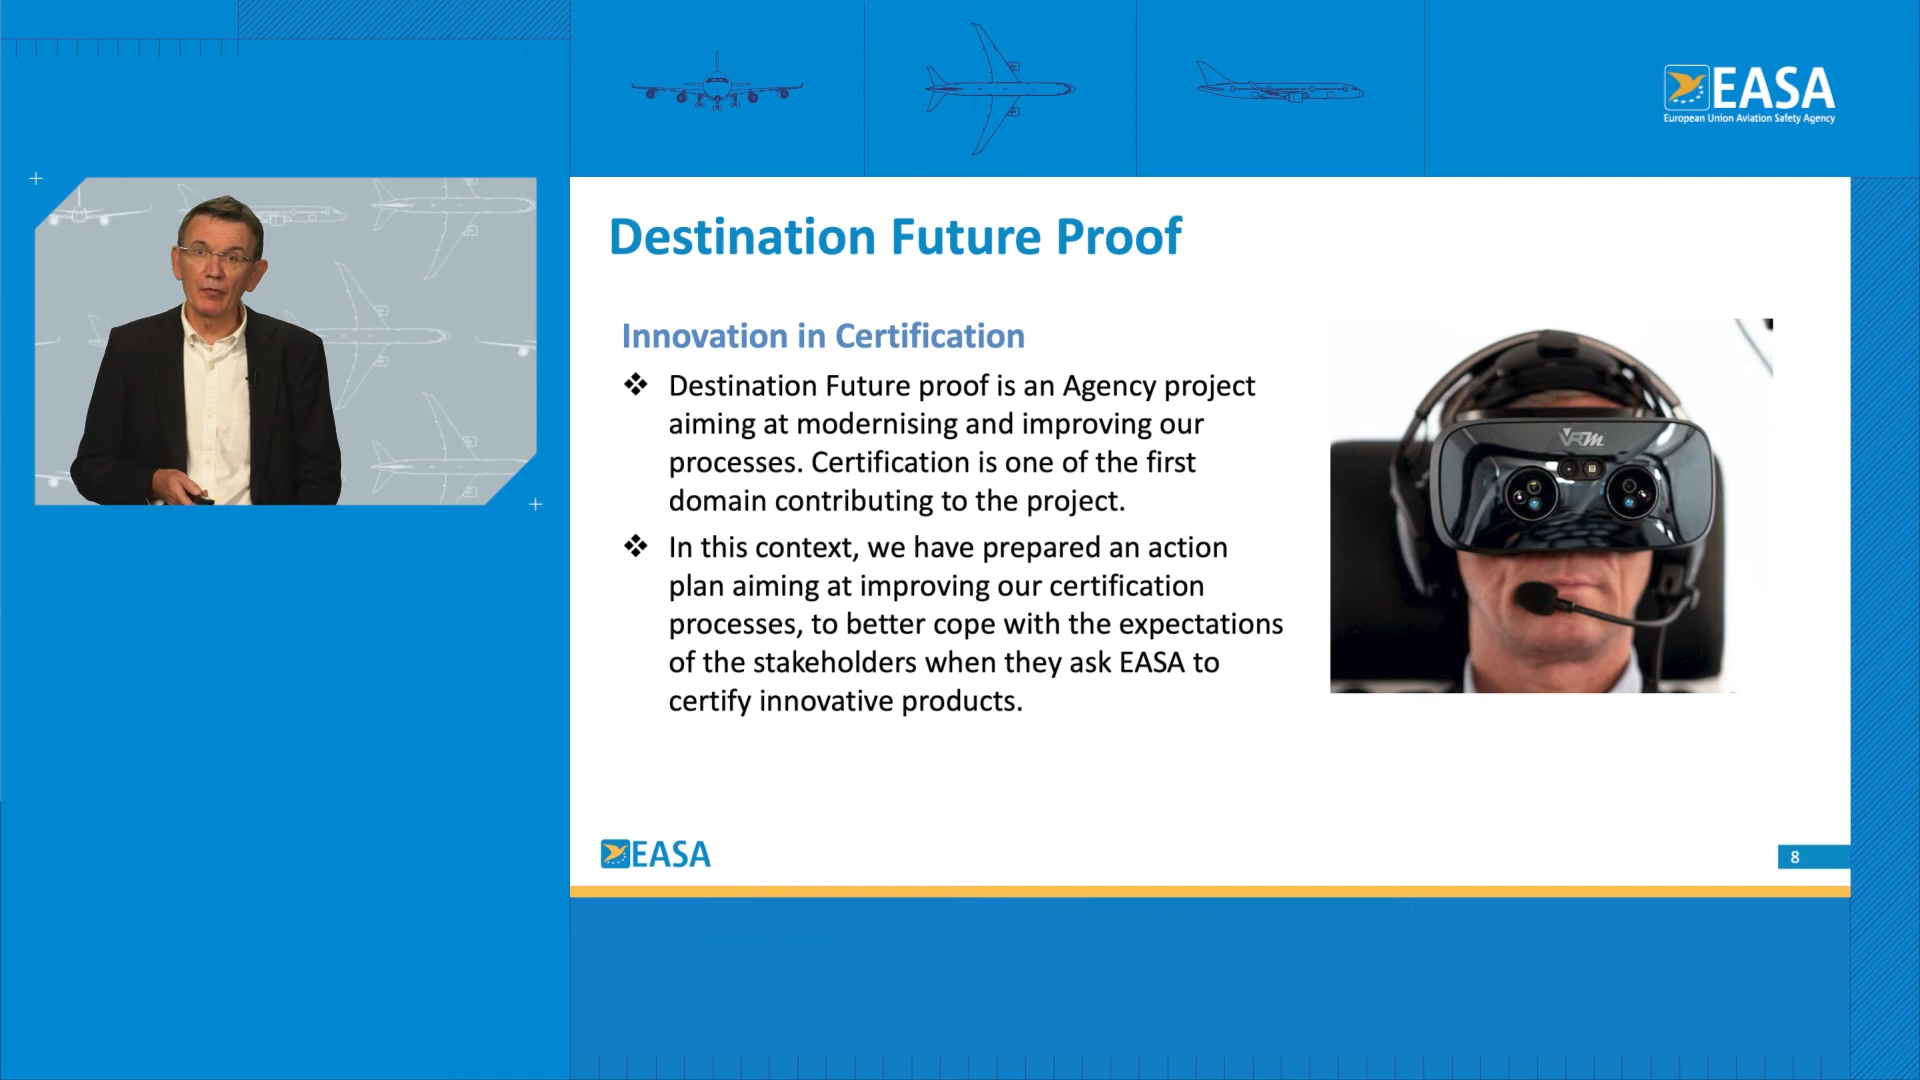 EASA
European Union Aviation Safety Agency
Destination Future Proof
Innovation in Certification
❖ Destination Future proof is an Agency project
aiming at modernising and improving our
processes. Certification is one of the first
domain contributing to the project.
❖ In this context, we have prepared an action
plan aiming at improving our certification
processes, to better cope with the expectations
of the stakeholders when they ask EASA to
certify innovative products.
VRM
EASA
8